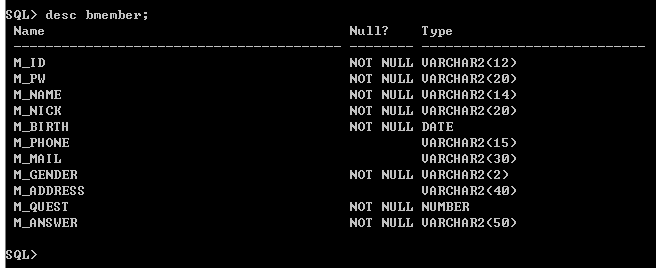 SQL> desc bmember;
Name Null? Type
----------------------------------------- -------- ----------------------------
M_ID NOT NULL VARCHAR2(12)
M_PW NOT NULL VARCHAR2(20)
M_NAME NOT NULL VARCHAR2(14)
M_NICK NOT NULL VARCHAR2(20)
M_BIRTH NOT NULL DATE
M_PHONE VARCHAR2(15)
M_MAIL VARCHAR2(30)
M_GENDER NOT NULL VARCHAR2(2)
M_ADDRESS VARCHAR2(40)
M_QUEST NOT NULL NUMBER
M_ANSWER NOT NULL VARCHAR2(50)
SQL>